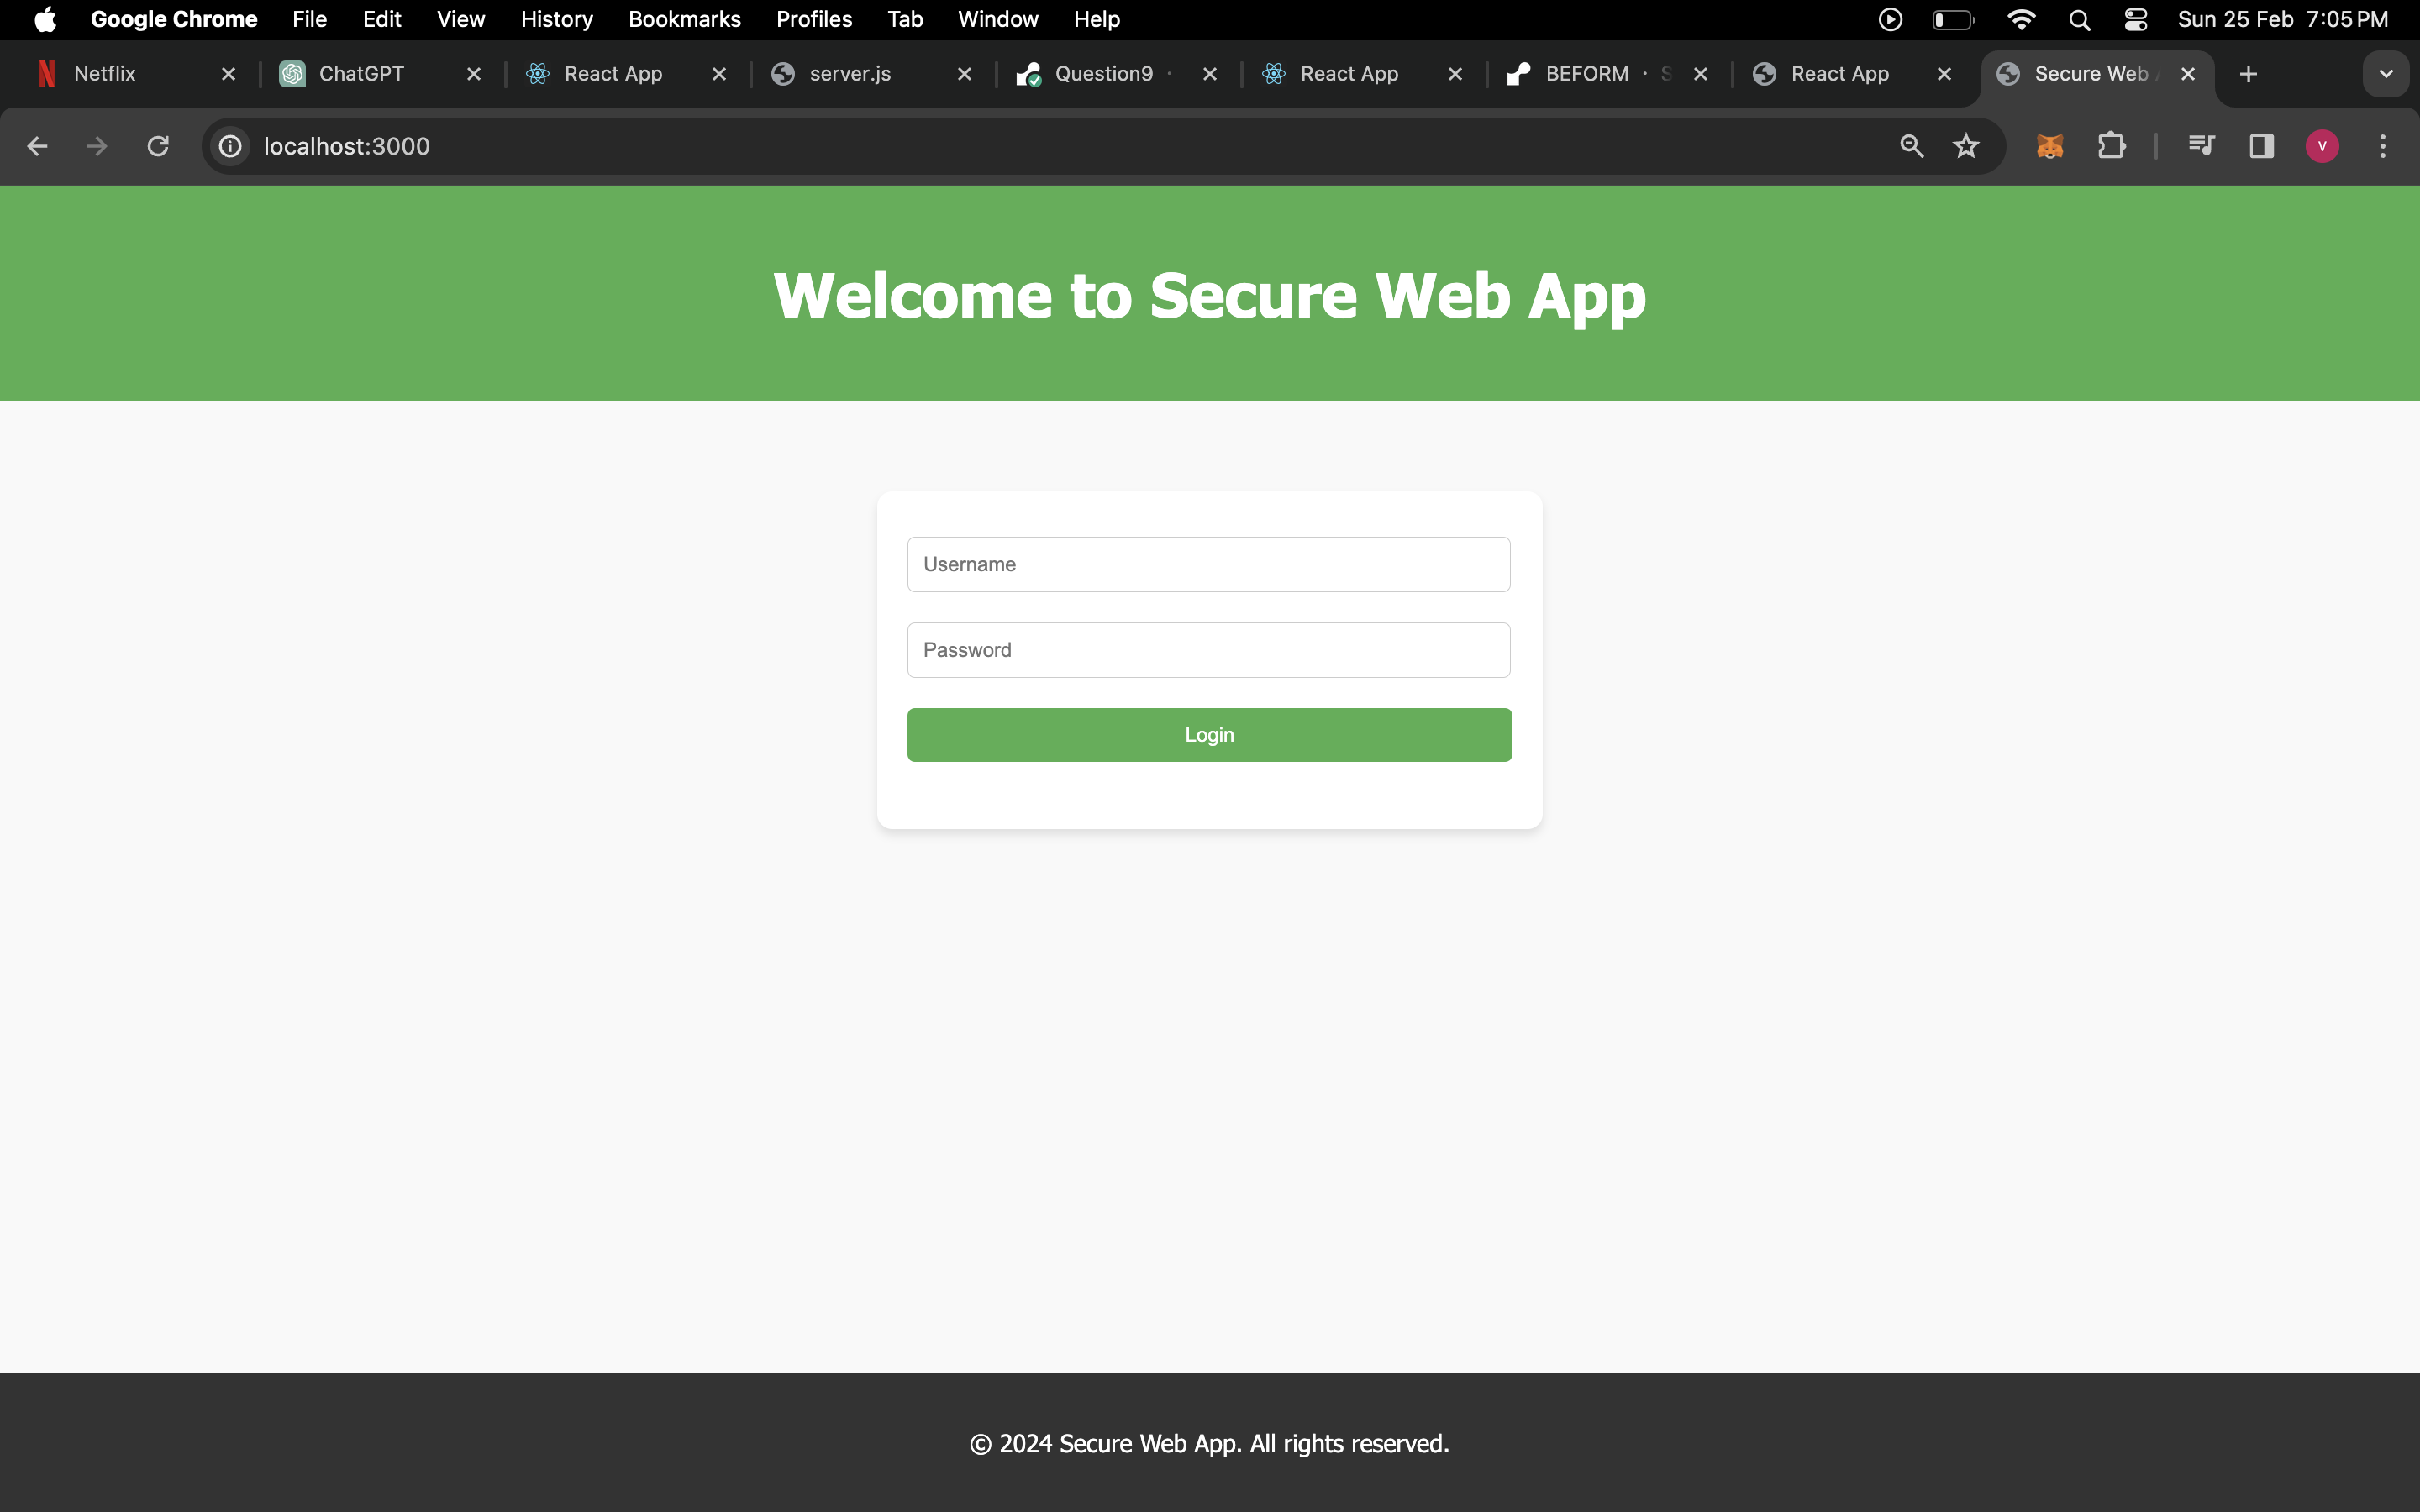 Google Chrome File Edit View History Bookmarks Profiles Tab Window Help Sun 25 Feb 7:05 PM
Netflix ChatGPT React App server.js Question9 · React App BEFORM · S React App Secure Web
localhost:3000 V
Welcome to Secure Web App
Username
Password
Login
© 2024 Secure Web App. All rights reserved.